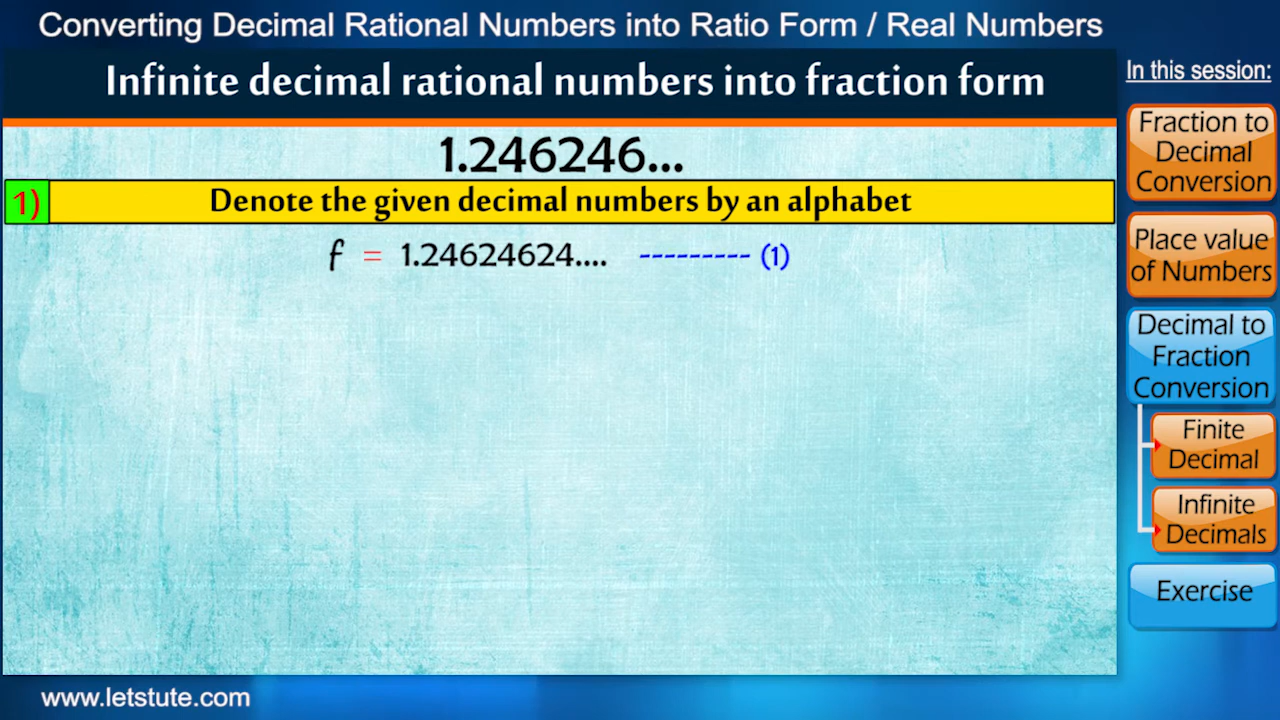 Converting Decimal Rational Numbers into Ratio Form / Real Numbers
Infinite decimal rational numbers into fraction form
1.246246...
1) Denote the given decimal numbers by an alphabet
f = 1.24624624.... --------- (1)
In this session:
Fraction to
Decimal
Conversion
Place value
of Numbers
Decimal to
Fraction
Conversion
Finite
Decimal
Infinite
Decimals
Exercise
www.letstute.com